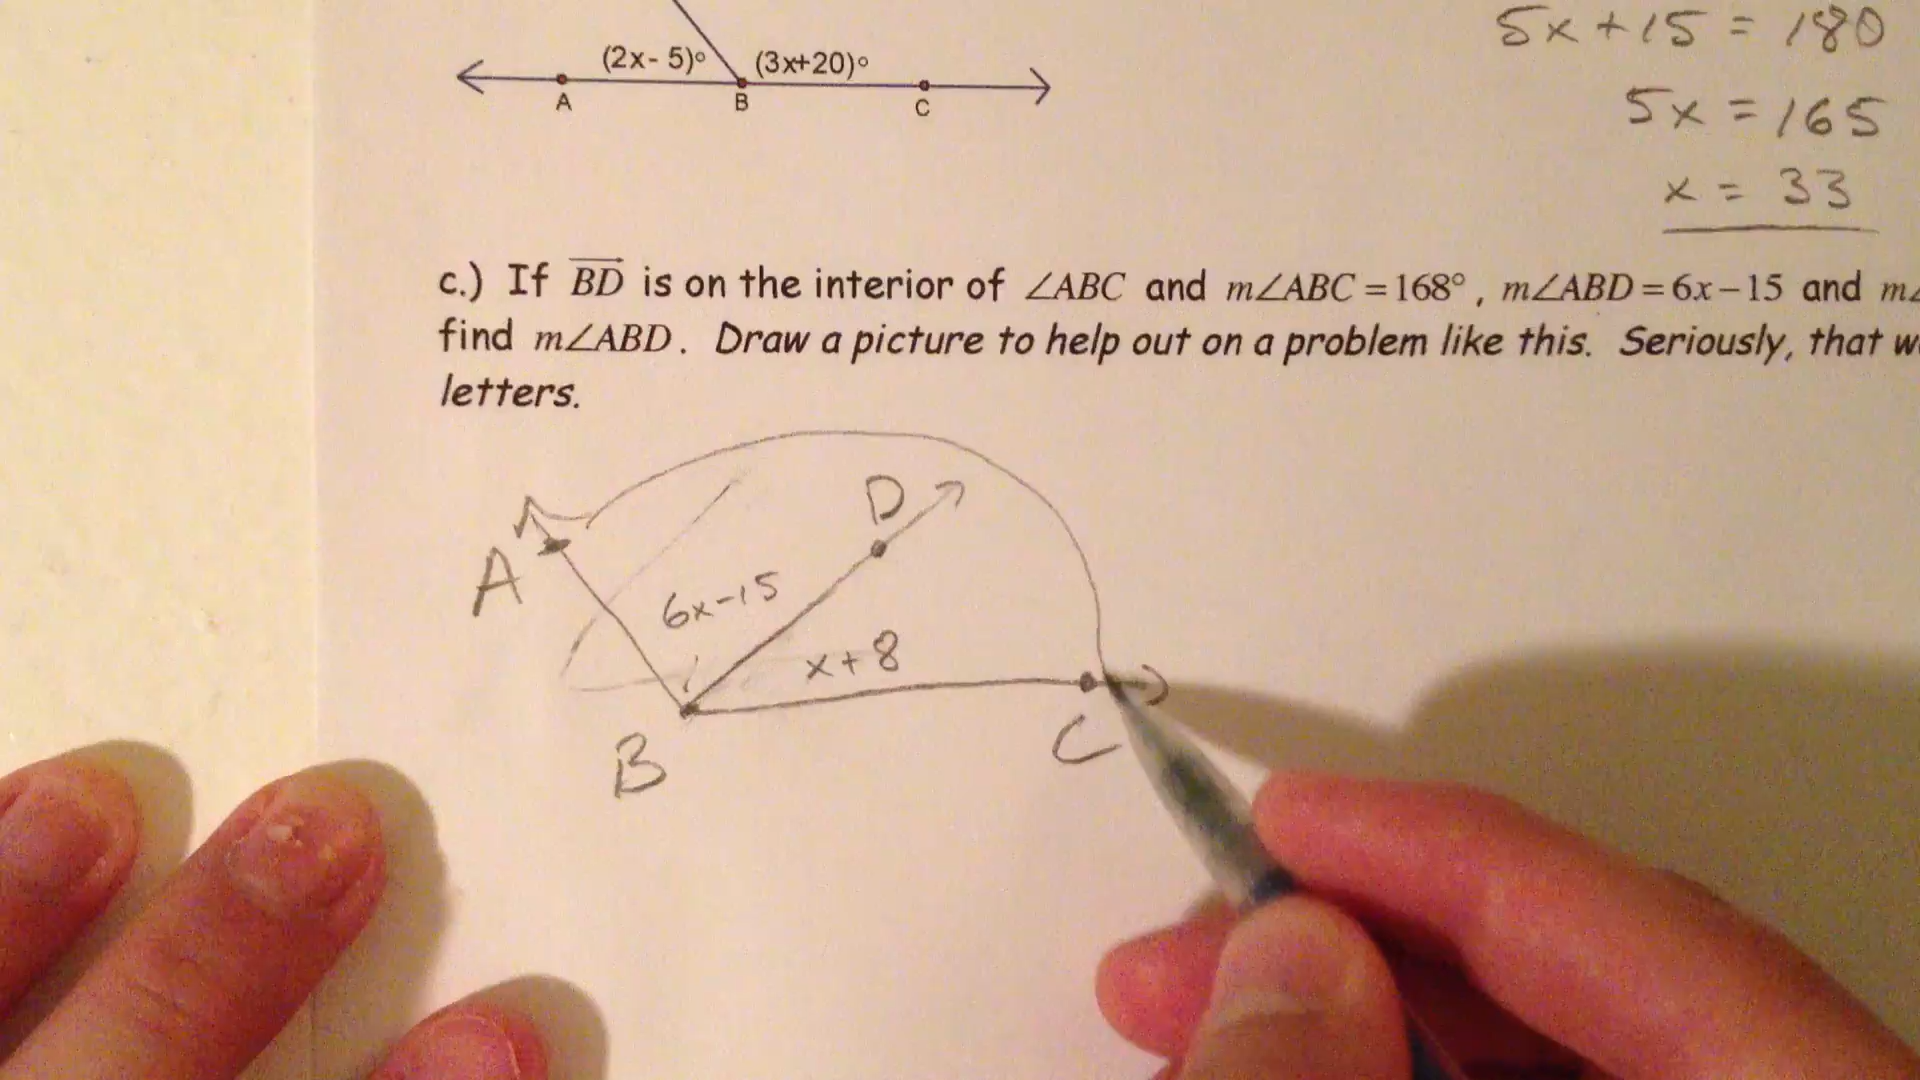 5x + 15 = 180
(2x- 5)° (3x+20)°
A B C
5x = 165
x = 33
c.) If BD is on the interior of ∠ABC and m∠ABC = 168°, m∠ABD = 6x−15 and m∠
find m∠ABD. Draw a picture to help out on a problem like this. Seriously, that
letters.
D
A
6x-15
x+8
B
C